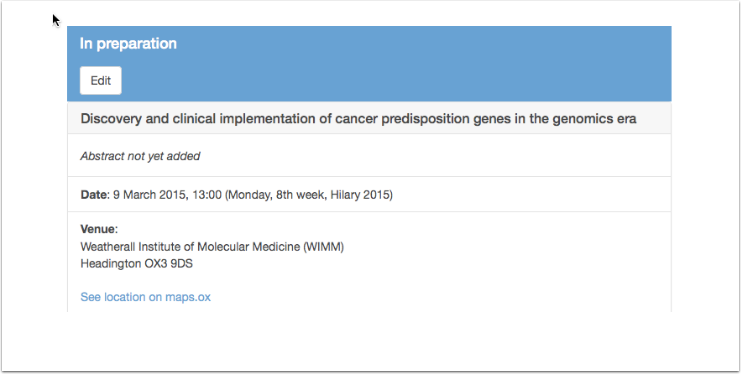 In preparation
Edit
Discovery and clinical implementation of cancer predisposition genes in the genomics era
Abstract not yet added
Date: 9 March 2015, 13:00 (Monday, 8th week, Hilary 2015)
Venue:
Weatherall Institute of Molecular Medicine (WIMM)
Headington OX3 9DS
See location on maps.ox